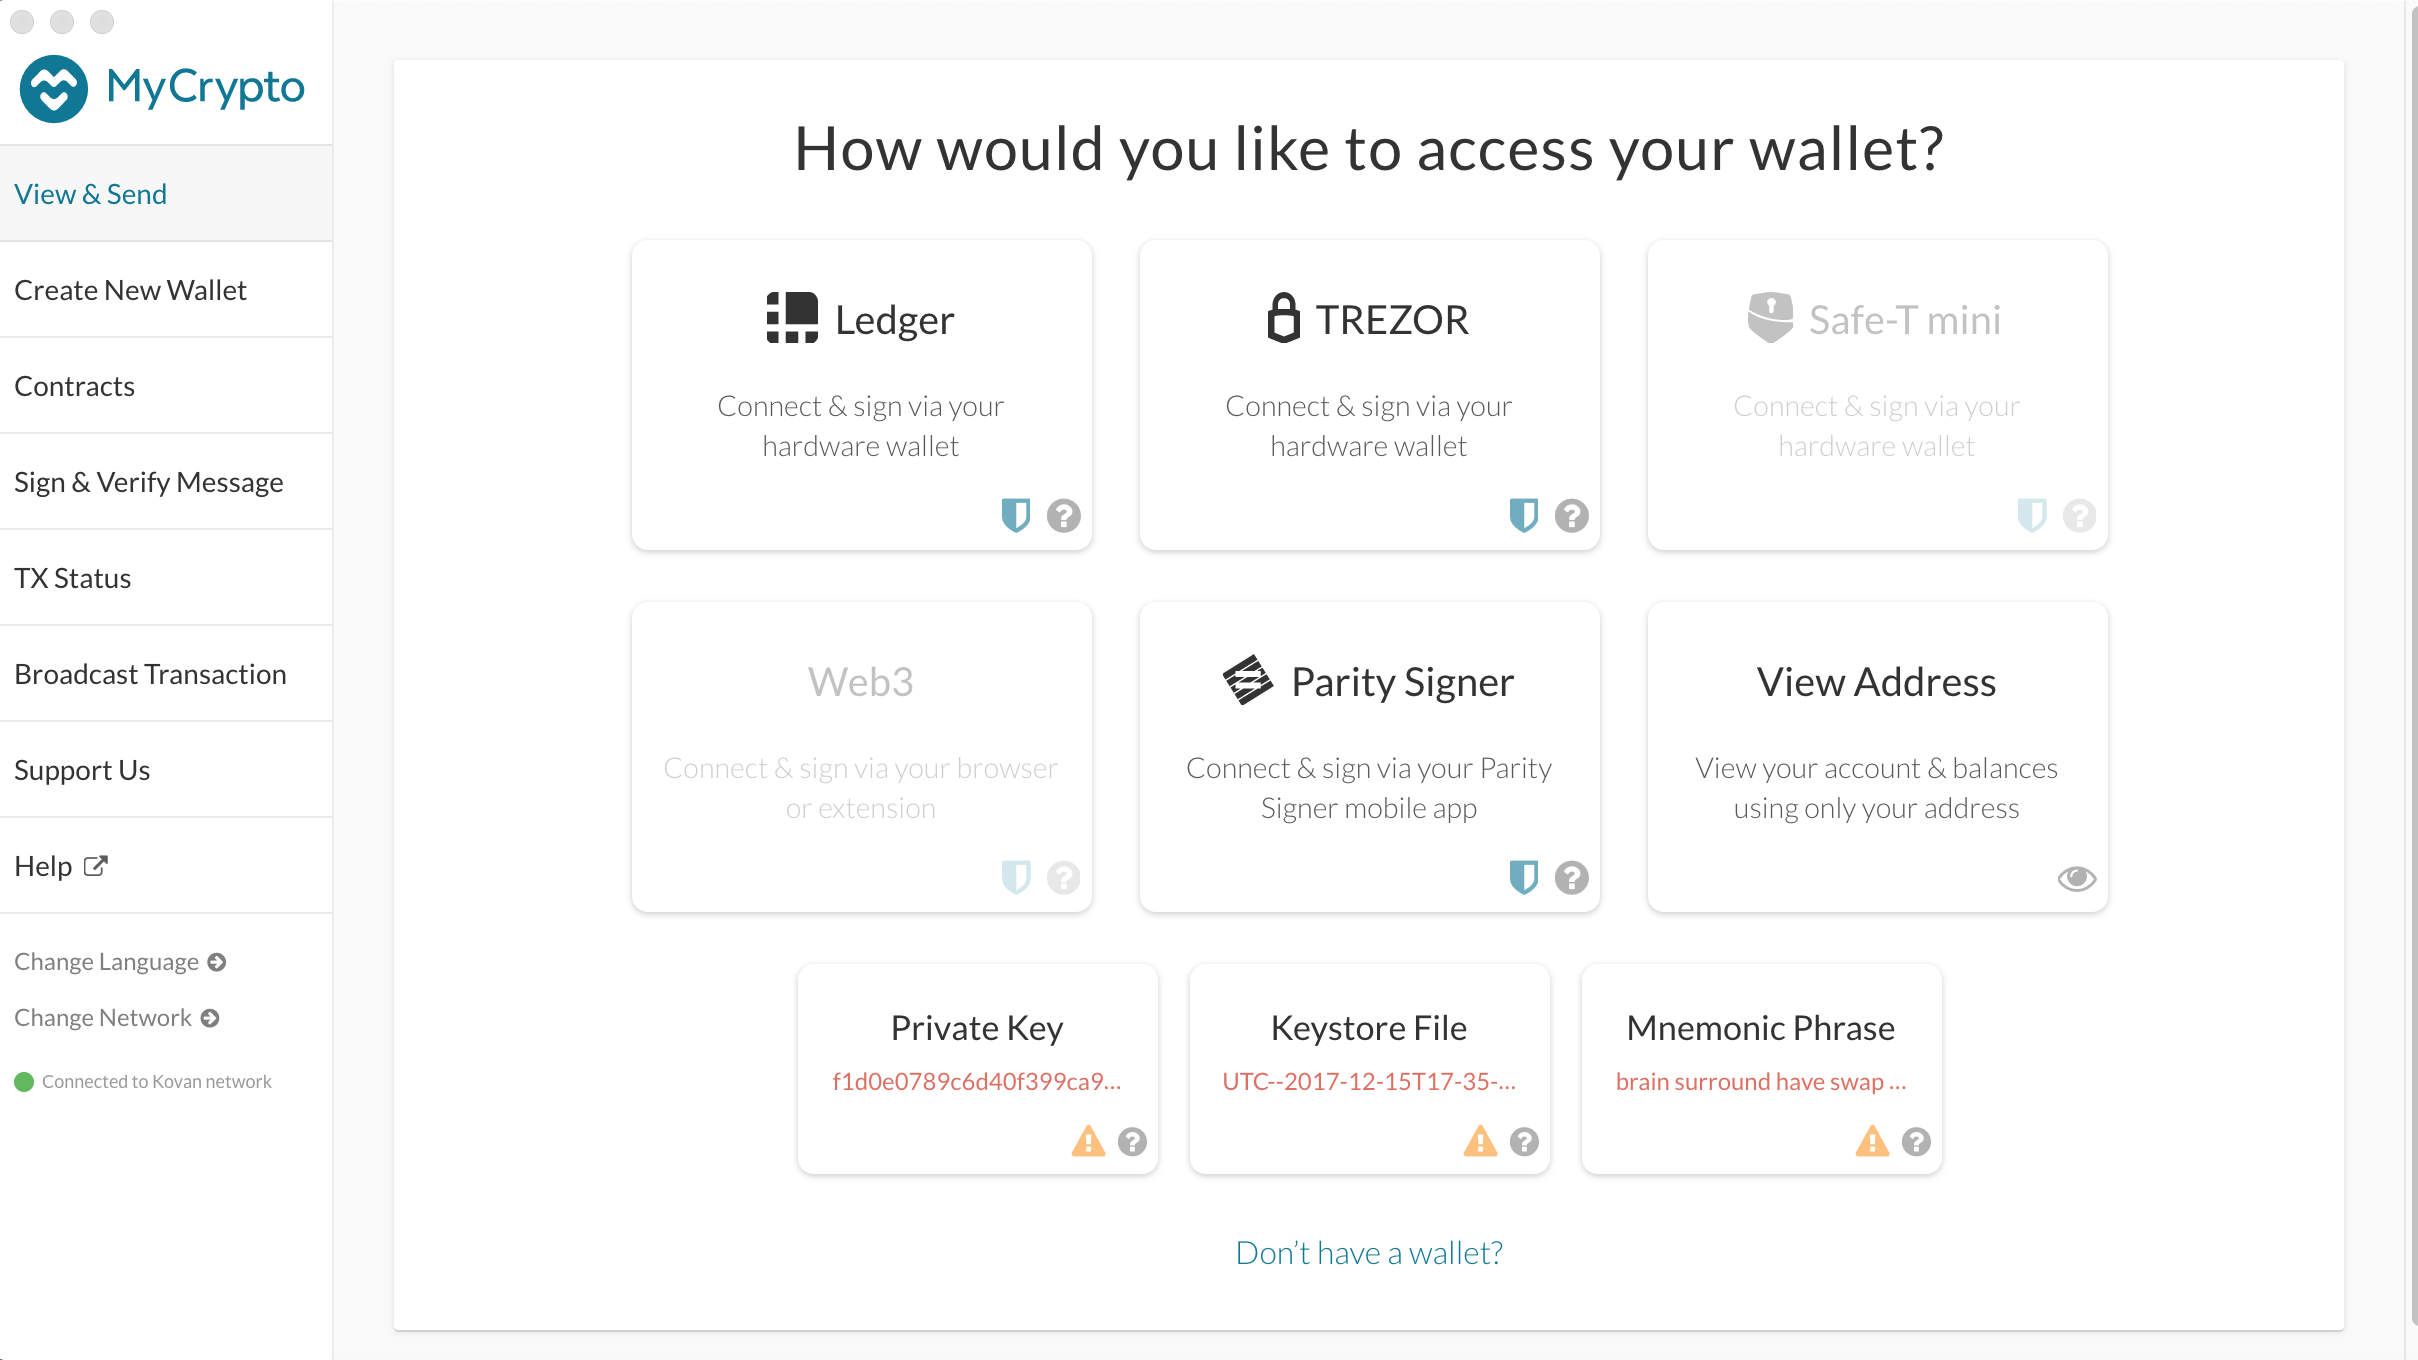 MyCrypto
View & Send
Create New Wallet
Contracts
Sign & Verify Message
TX Status
Broadcast Transaction
Support Us
Help
Change Language
Change Network
Connected to Kovan network
How would you like to access your wallet?
Ledger
Connect & sign via your
hardware wallet
TREZOR
Connect & sign via your
hardware wallet
Safe-T mini
Connect & sign via your
hardware wallet
Web3
Connect & sign via your browser
or extension
Parity Signer
Connect & sign via your Parity
Signer mobile app
View Address
View your account & balances
using only your address
Private Key
f1d0e0789c6d40f399ca9...
Keystore File
UTC--2017-12-15T17-35-...
Mnemonic Phrase
brain surround have swap ...
Don’t have a wallet?